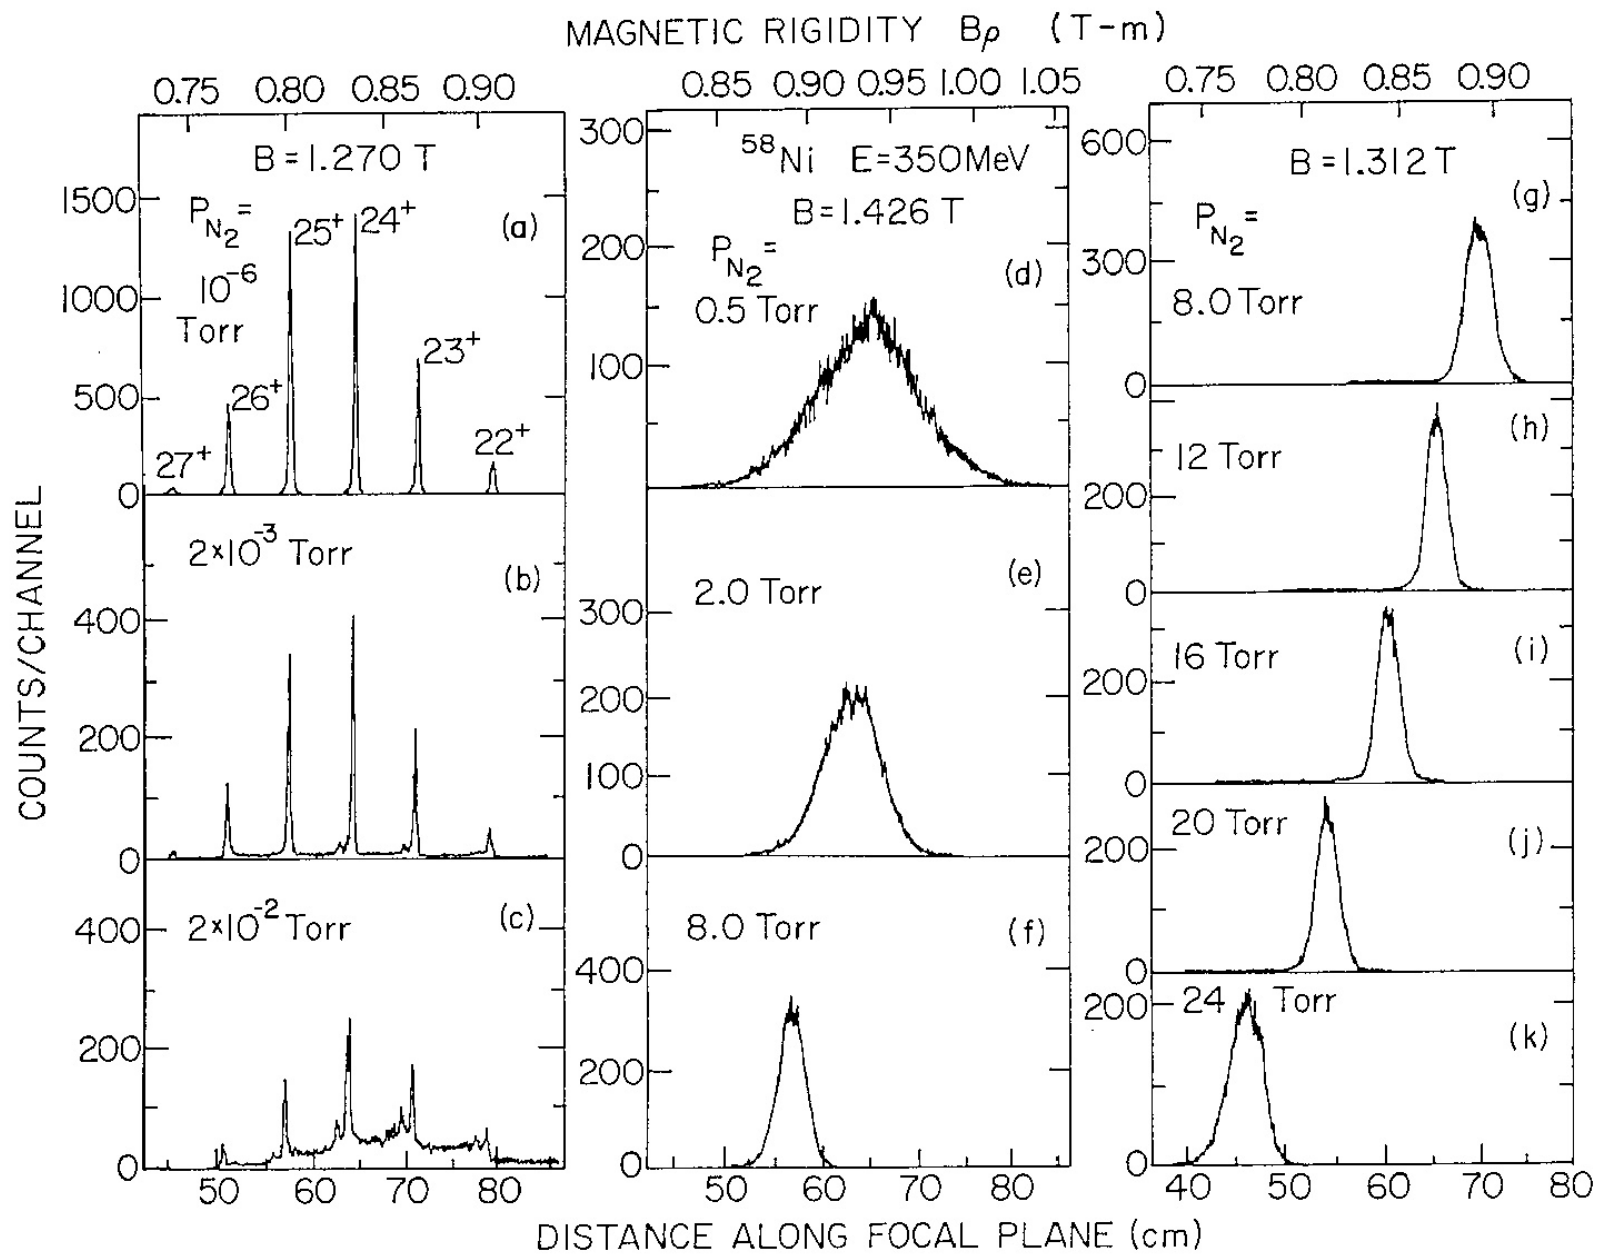 MAGNETIC RIGIDITY Bρ (T-m)
0.75 0.80 0.85 0.90
0.85 0.90 0.95 1.00 1.05
0.75 0.80 0.85 0.90
COUNTS/CHANNEL
B = 1.270 T
P_N₂ =
10⁻⁶
Torr
(a)
1500
1000
500
0
27⁺
26⁺
25⁺
24⁺
23⁺
22⁺
2×10⁻³ Torr
(b)
400
200
0
2×10⁻² Torr
(c)
400
200
0
50 60 70 80
⁵⁸Ni E=350MeV
B=1.426 T
P_N₂ =
0.5 Torr
(d)
300
200
100
0
2.0 Torr
(e)
300
200
100
0
8.0 Torr
(f)
400
200
0
50 60 70 80
B=1.312 T
P_N₂ =
8.0 Torr
(g)
600
300
0
12 Torr
(h)
200
0
16 Torr
(i)
200
0
20 Torr
(j)
200
0
24 Torr
(k)
200
0
40 50 60 70 80
DISTANCE ALONG FOCAL PLANE (cm)